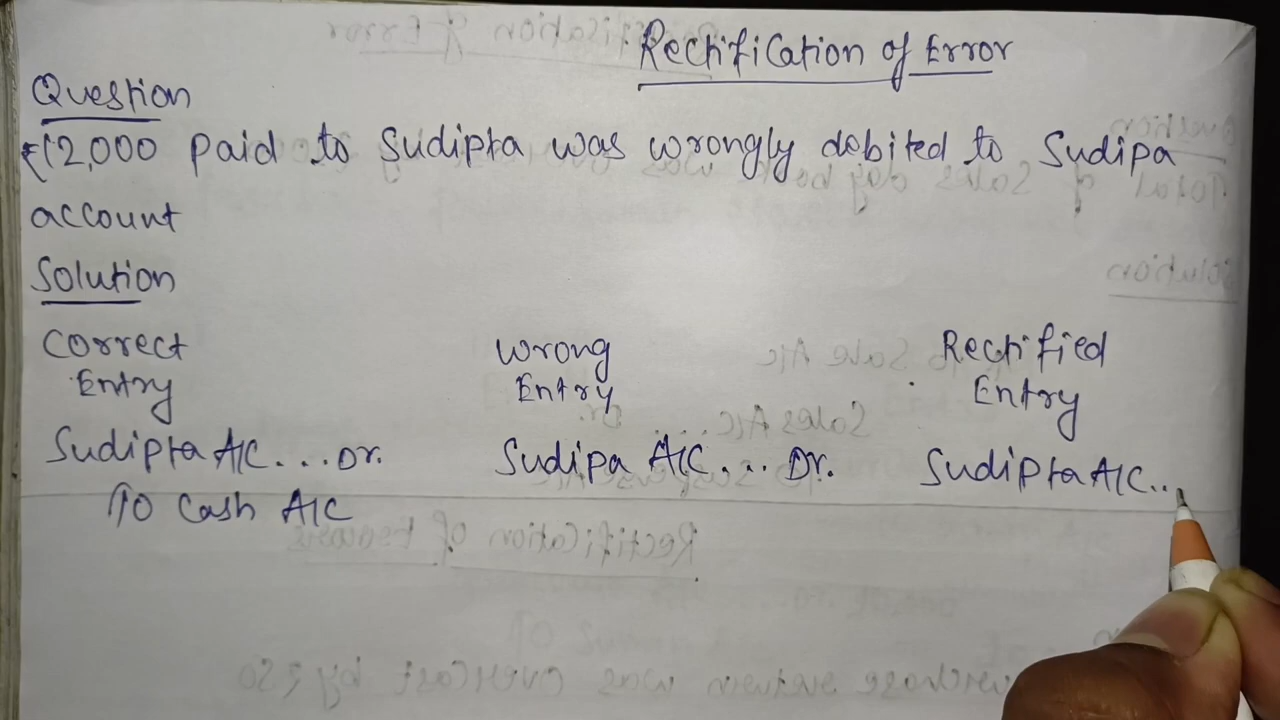 Rectification of Error
Question
₹12,000 paid to Sudipta was wrongly debited to Sudipa
account
Solution
Correct
Entry
Wrong
Entry
Rectified
Entry
Sudipta A/C....Dr.
To Cash A/C
Sudipa A/C... Dr.
Sudipta A/C..